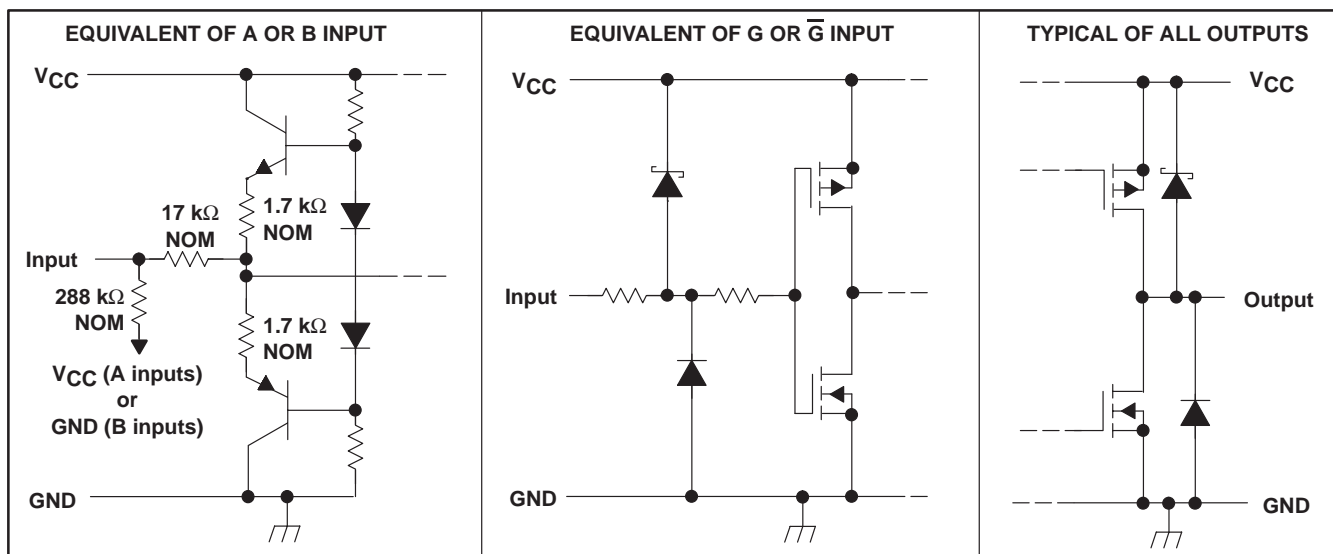 EQUIVALENT OF A OR B INPUT
VCC
17 kΩ
NOM
1.7 kΩ
NOM
Input
288 kΩ
NOM
1.7 kΩ
NOM
VCC (A inputs)
or
GND (B inputs)
GND
EQUIVALENT OF G OR G̅ INPUT
VCC
Input
GND
TYPICAL OF ALL OUTPUTS
VCC
Output
GND